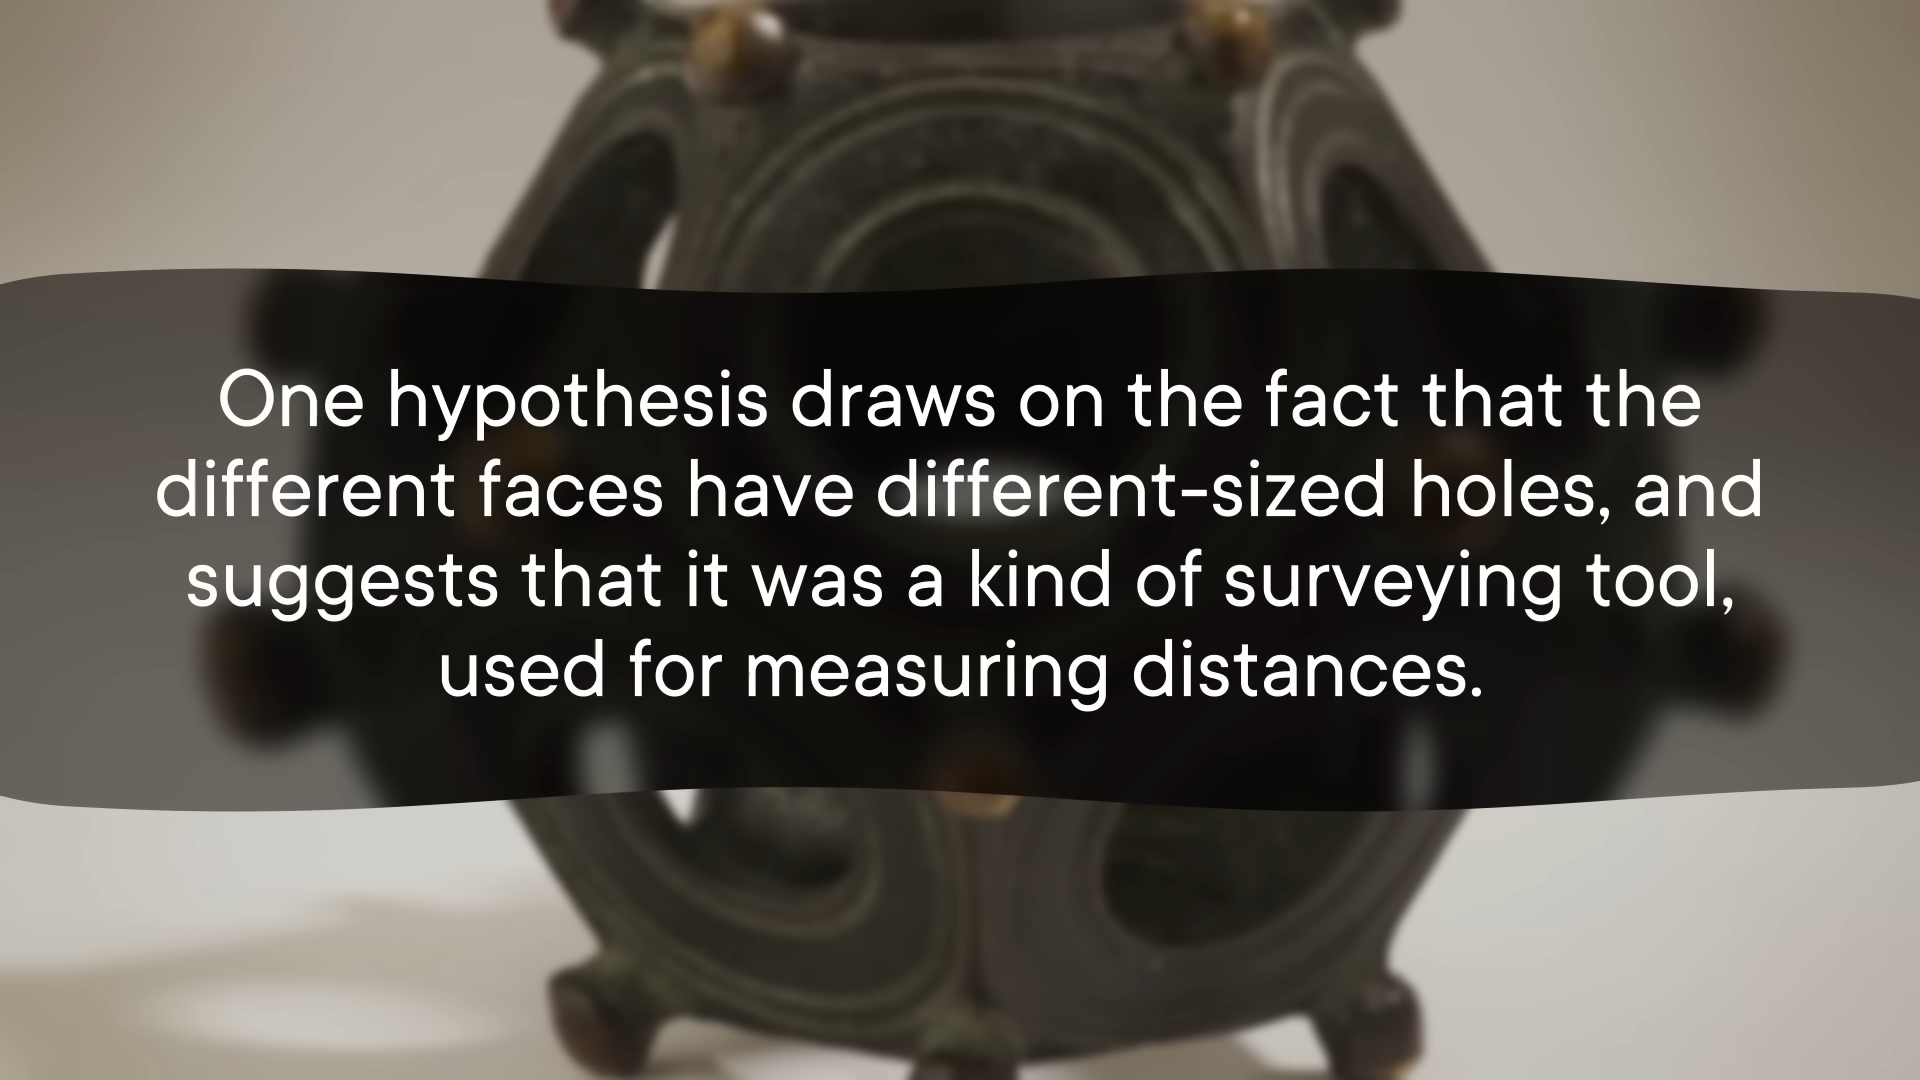 One hypothesis draws on the fact that the
different faces have different-sized holes, and
suggests that it was a kind of surveying tool,
used for measuring distances.